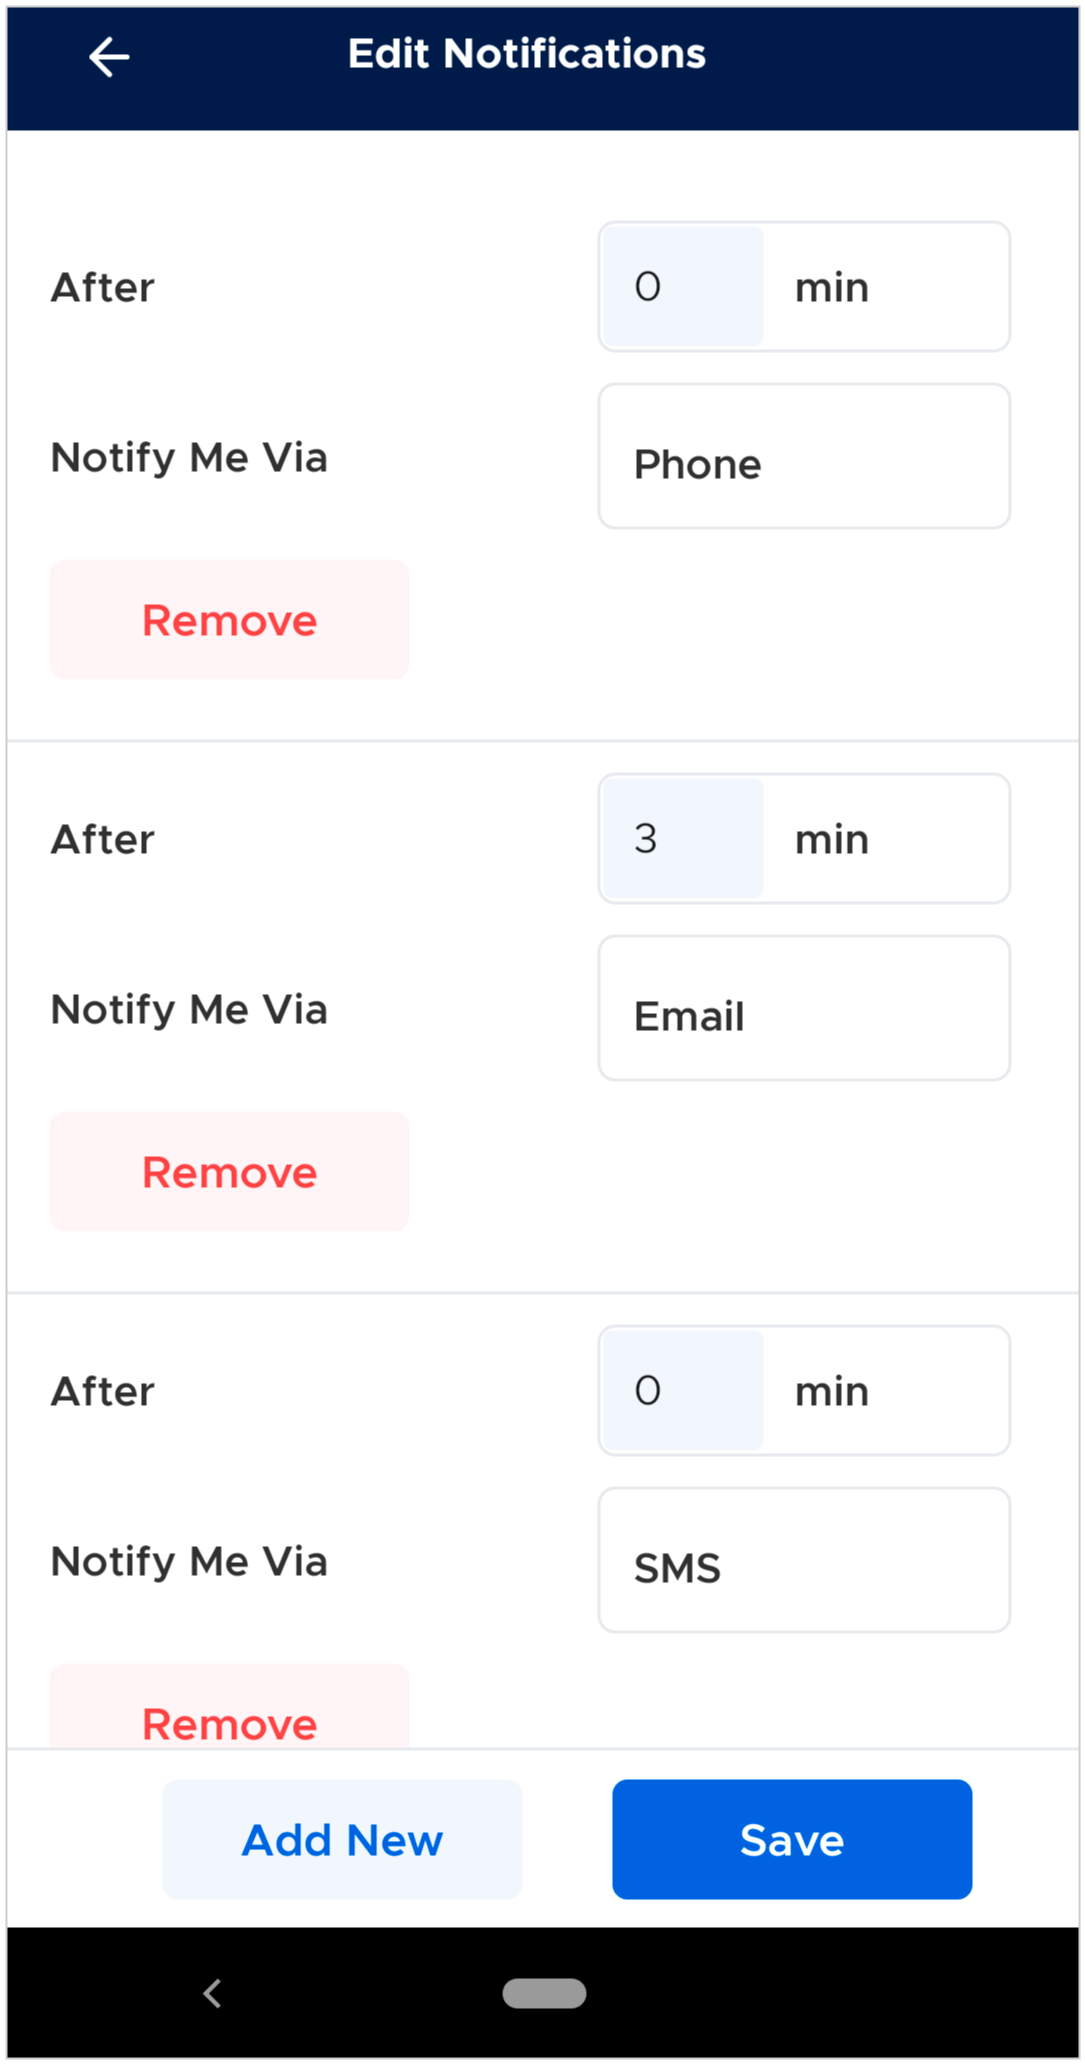 Edit Notifications
After 0 min
Notify Me Via Phone
Remove
After 3 min
Notify Me Via Email
Remove
After 0 min
Notify Me Via SMS
Remove
Add New Save